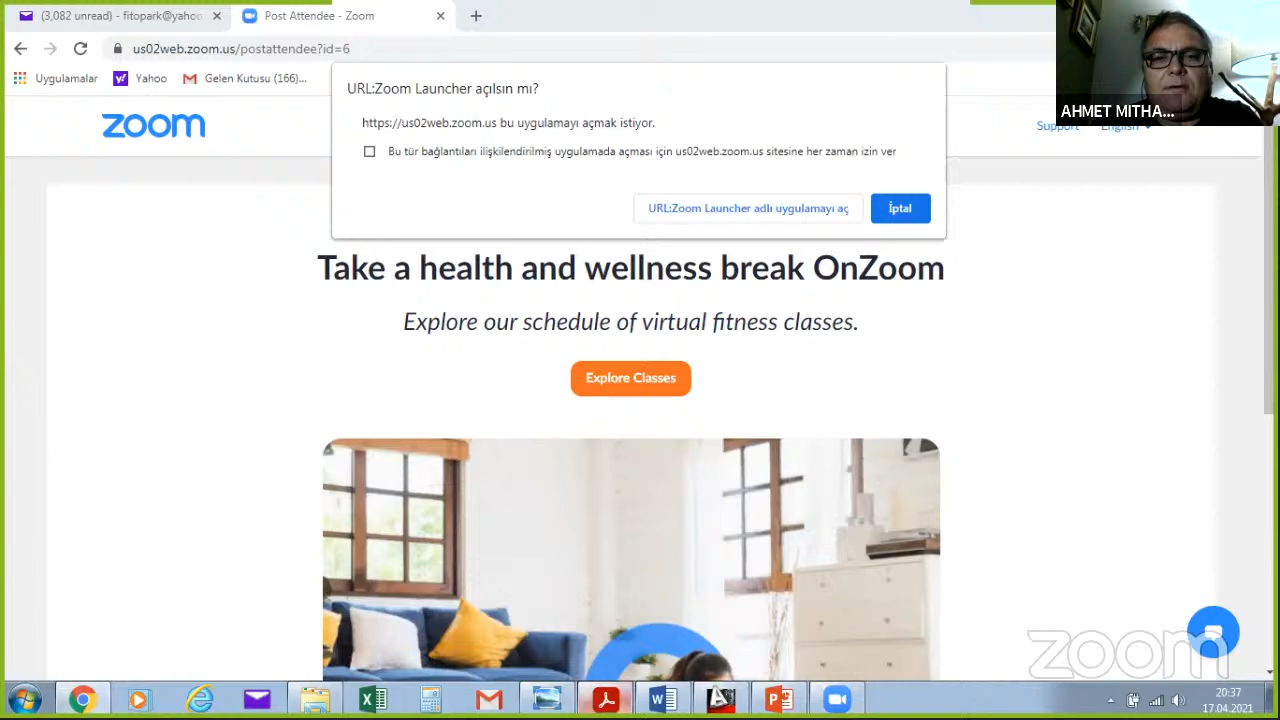 (3,082 unread) - fitopark@yahoo
Post Attendee - Zoom
us02web.zoom.us/postattendee?id=6
Uygulamalar
Yahoo
Gelen Kutusu (166)...
AHMET MITHA...
URL:Zoom Launcher açılsın mı?
https://us02web.zoom.us bu uygulamayı açmak istiyor.
Bu tür bağlantıları ilişkilendirilmiş uygulamada açması için us02web.zoom.us sitesine her zaman izin ver
URL:Zoom Launcher adlı uygulamayı aç
İptal
zoom
Support
English
Take a health and wellness break OnZoom
Explore our schedule of virtual fitness classes.
Explore Classes
zoom
20:37
17.04.2021